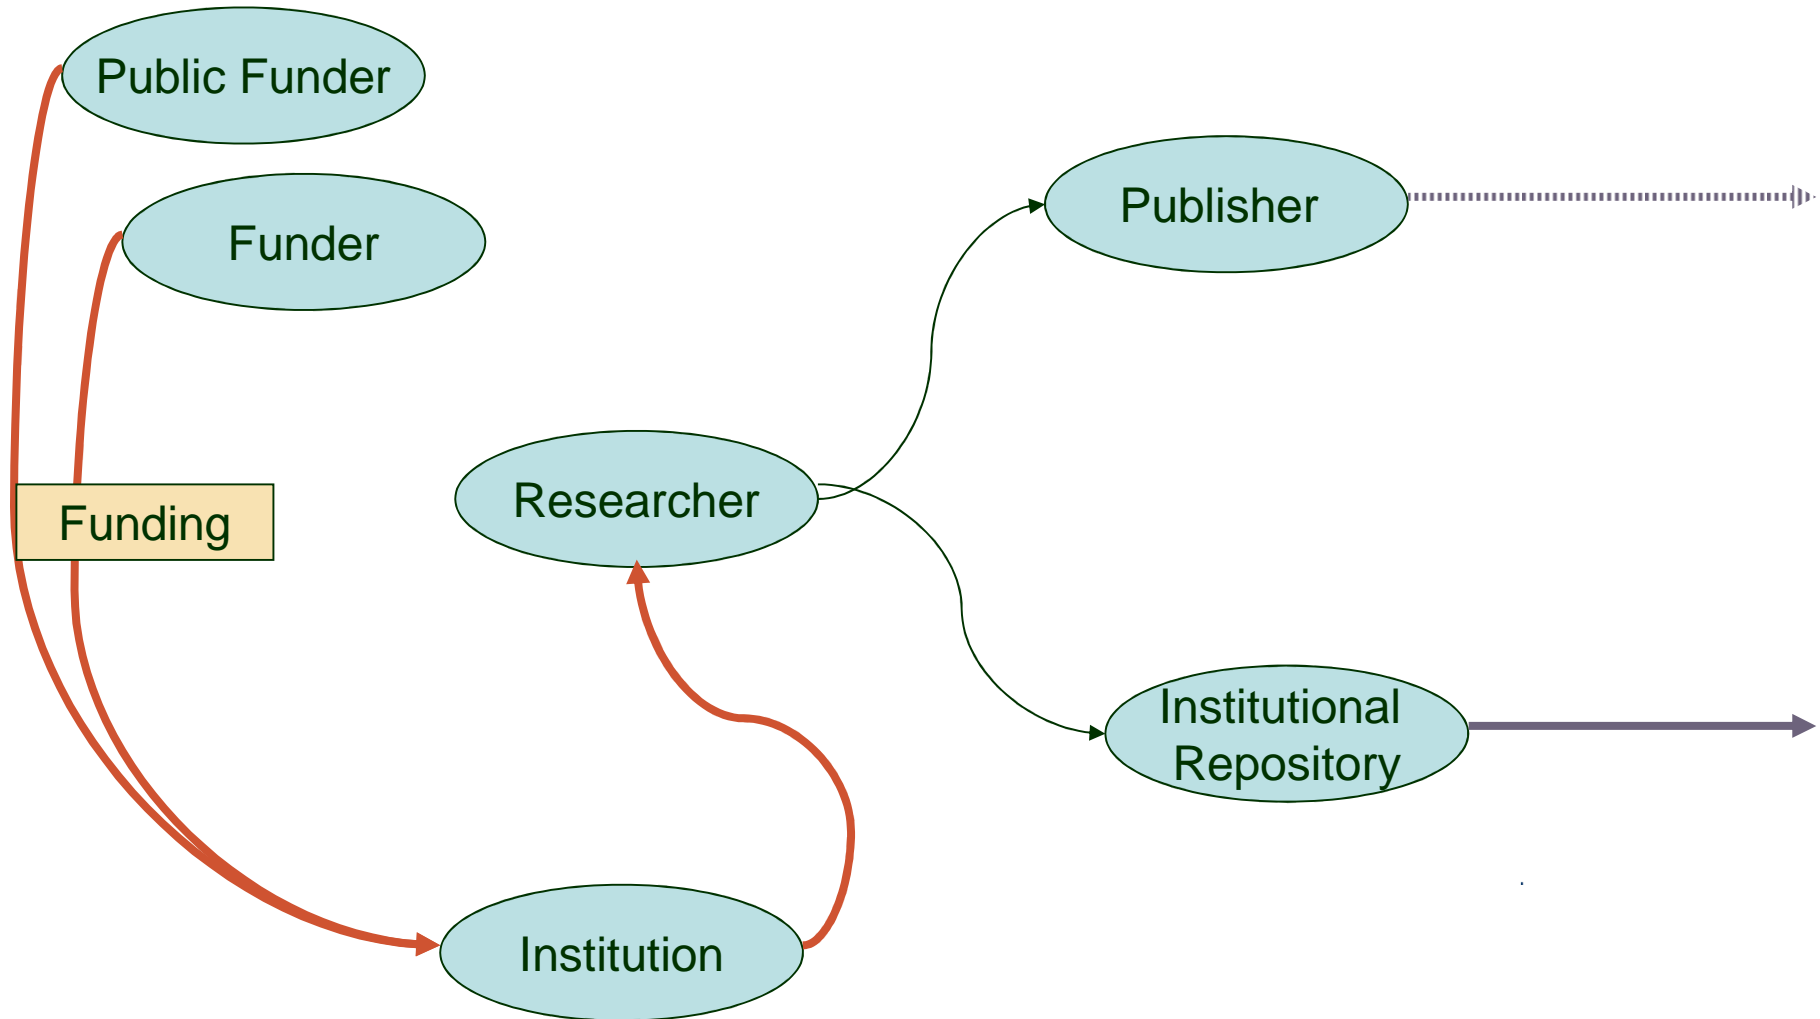 Public Funder
Funder
Publisher
Researcher
Funding
Institutional
Repository
Institution